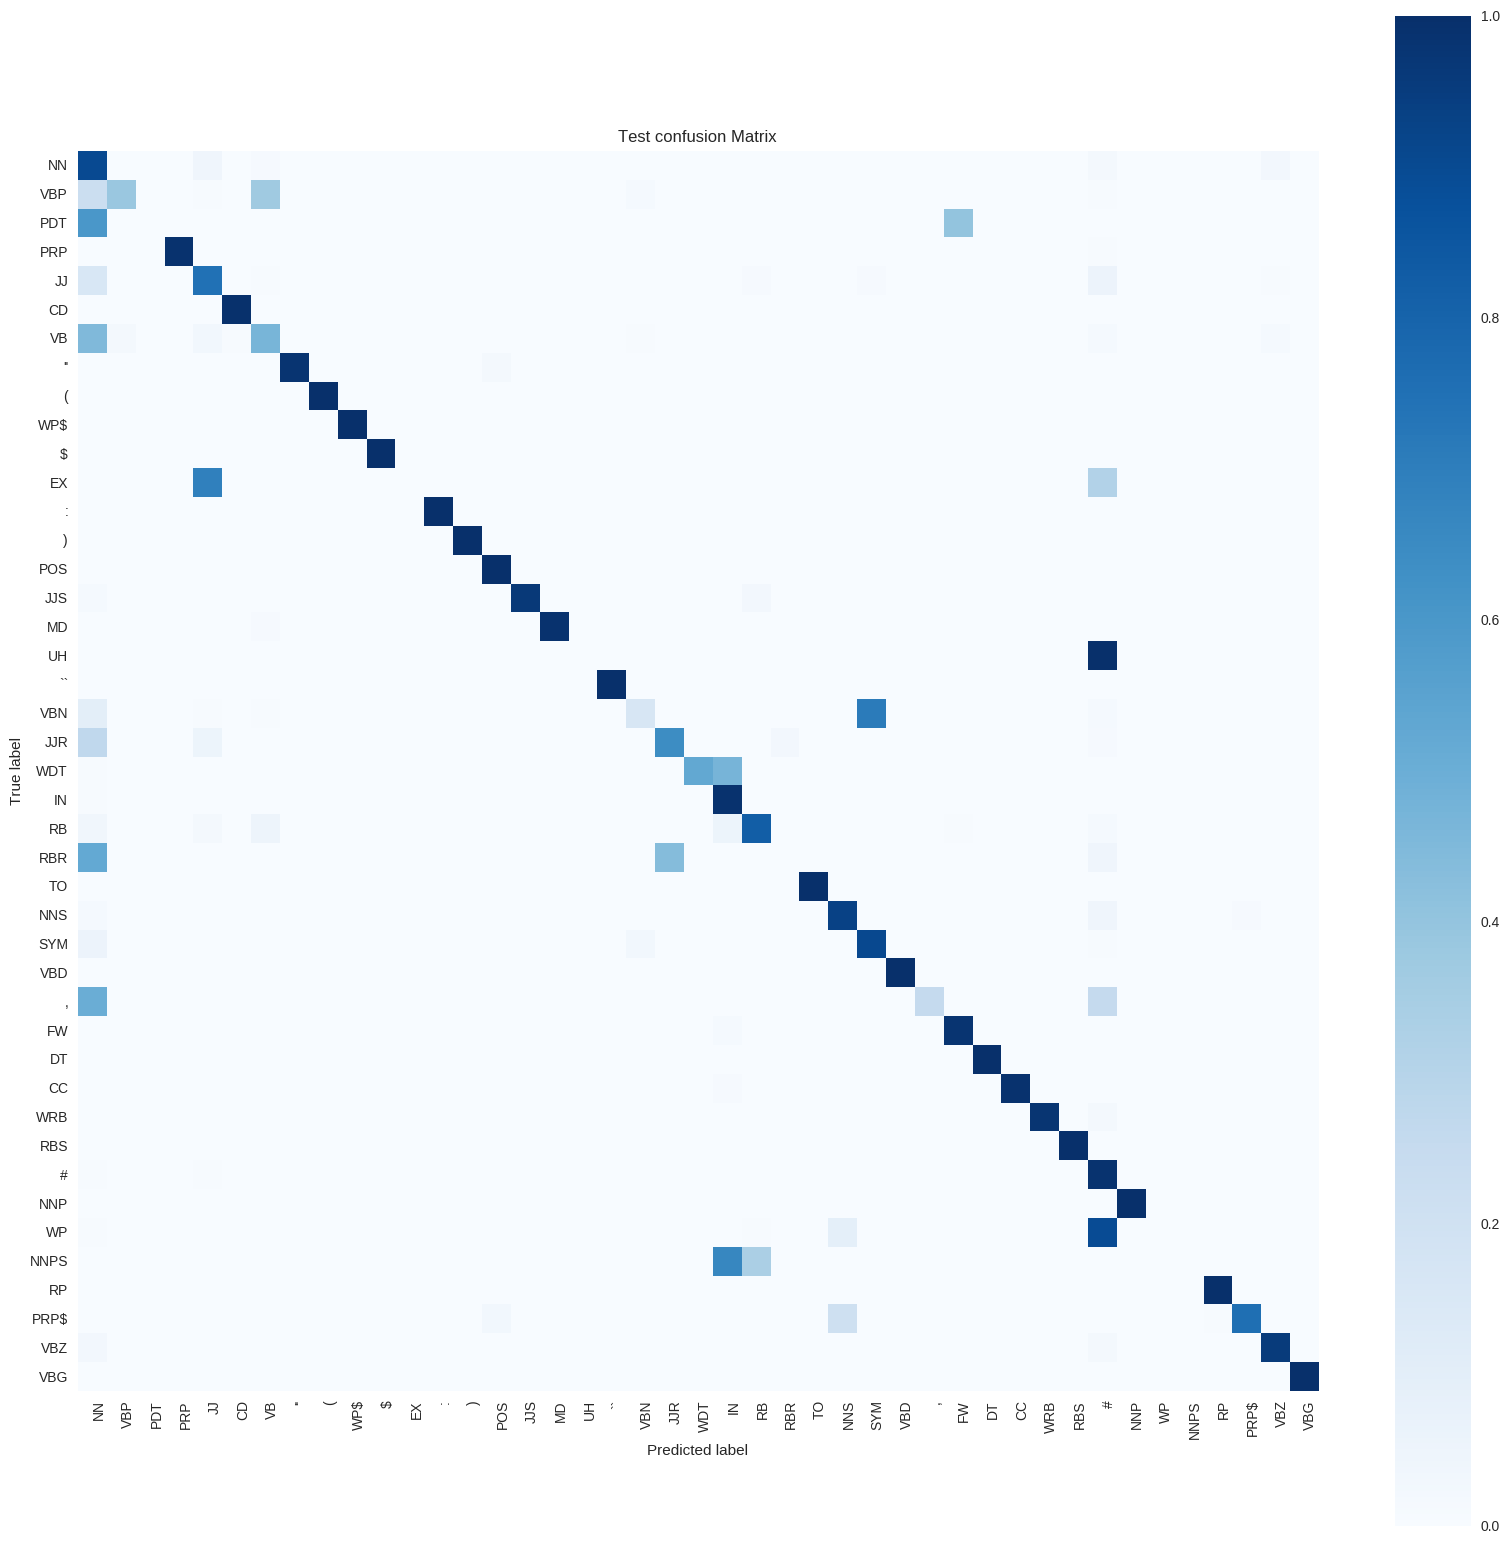 Test confusion Matrix
True label
NN
VBP
PDT
PRP
JJ
CD
VB
''
(
WP$
$
EX
:
)
POS
JJS
MD
UH
``
VBN
JJR
WDT
IN
RB
RBR
TO
NNS
SYM
VBD
,
FW
DT
CC
WRB
RBS
#
NNP
WP
NNPS
RP
PRP$
VBZ
VBG
NN VBP PDT PRP JJ CD VB '' ( WP$ $ EX : ) POS JJS MD UH `` VBN JJR WDT IN RB RBR TO NNS SYM VBD , FW DT CC WRB RBS # NNP WP NNPS RP PRP$ VBZ VBG
Predicted label
1.0
0.8
0.6
0.4
0.2
0.0